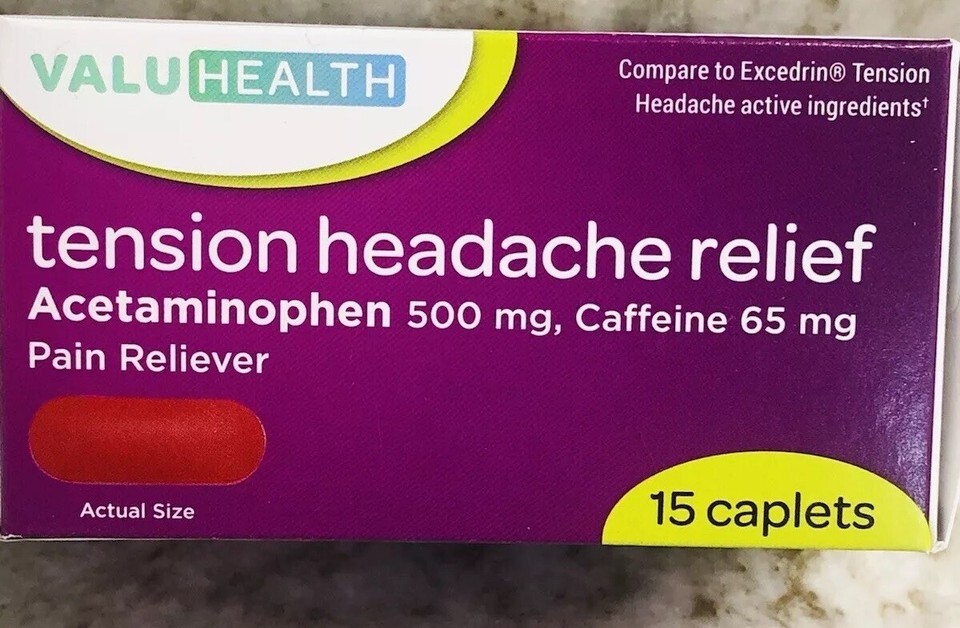 VALUHEALTH
Compare to Excedrin® Tension
Headache active ingredients†
tension headache relief
Acetaminophen 500 mg, Caffeine 65 mg
Pain Reliever
Actual Size
15 caplets